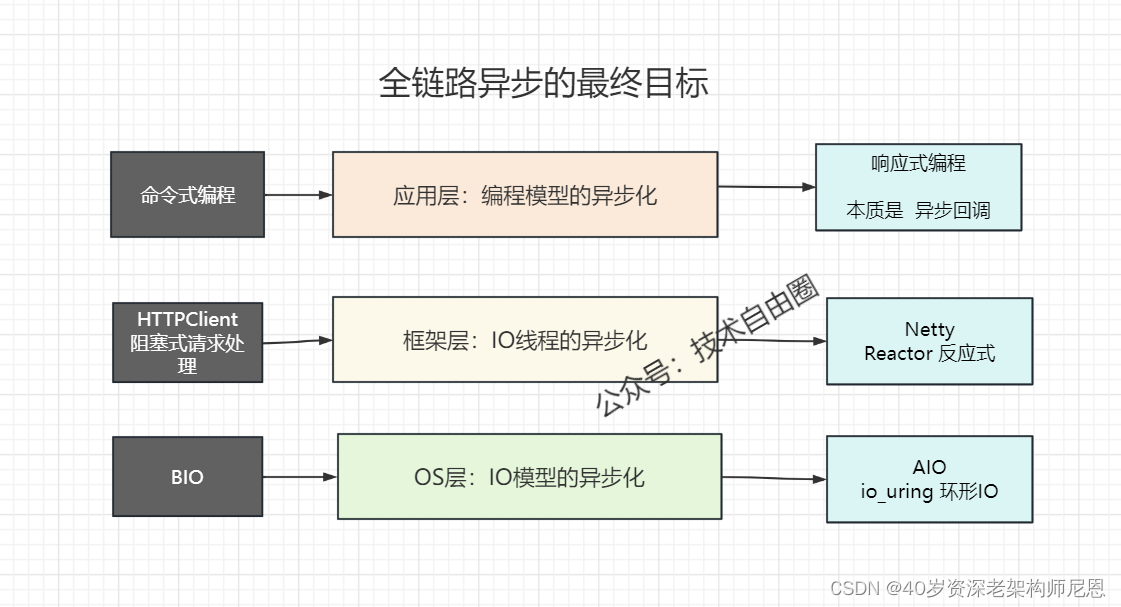 全链路异步的最终目标
命令式编程
应用层：编程模型的异步化
响应式编程
本质是 异步回调
HTTPClient
阻塞式请求处
理
框架层：IO线程的异步化
Netty
Reactor 反应式
公众号：技术自由圈
BIO
OS层：IO模型的异步化
AIO
io_uring 环形IO
CSDN @40岁资深老架构师尼恩